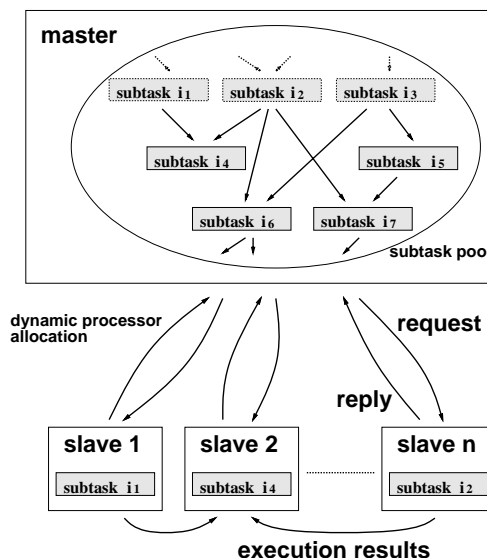 master
subtask i1
subtask i2
subtask i3
subtask i4
subtask i5
subtask i6
subtask i7
subtask poo
dynamic processor
allocation
request
reply
slave 1
slave 2
slave n
subtask i1
subtask i4
subtask i2
execution results